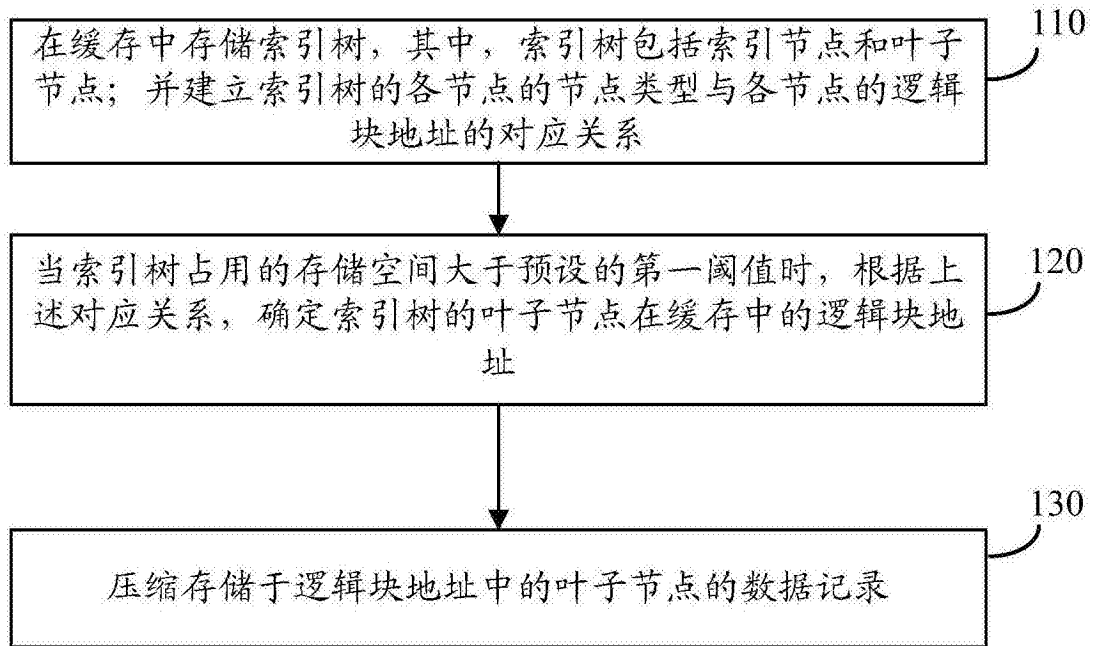 110
在缓存中存储索引树，其中，索引树包括索引节点和叶子
节点；并建立索引树的各节点的节点类型与各节点的逻辑
块地址的对应关系
120
当索引树占用的存储空间大于预设的第一阈值时，根据上
述对应关系，确定索引树的叶子节点在缓存中的逻辑块地
址
130
压缩存储于逻辑块地址中的叶子节点的数据记录